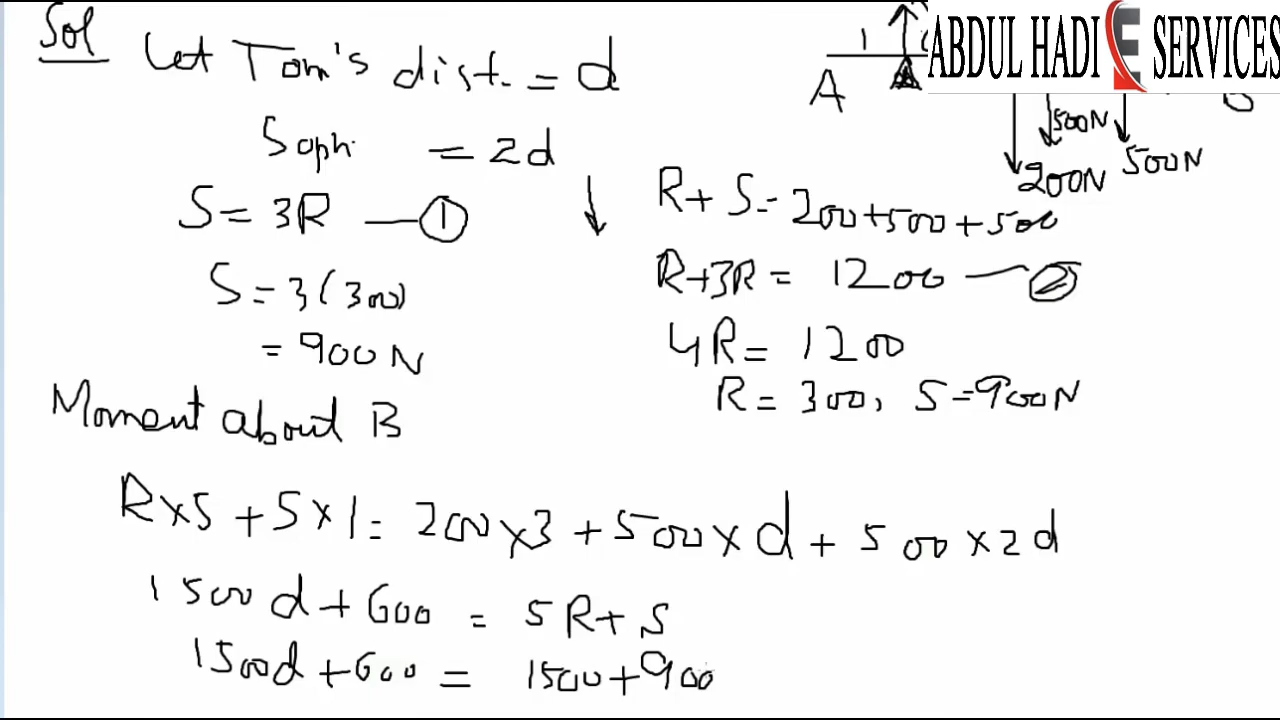 Sol Let Tom's dist. = d
Soph = 2d
S = 3R — ①
S = 3(300)
= 900N
1
A
ABDUL HADI E SERVICES
500N
200N
500N
R + S = 200+500+500
R+3R = 1200 — ②
4R = 1200
R = 300, S = 900N
Moment about B
R×5 + S×1 = 200×3 + 500×d + 500×2d
1500d + 600 = 5R + S
1500d + 600 = 1500+900